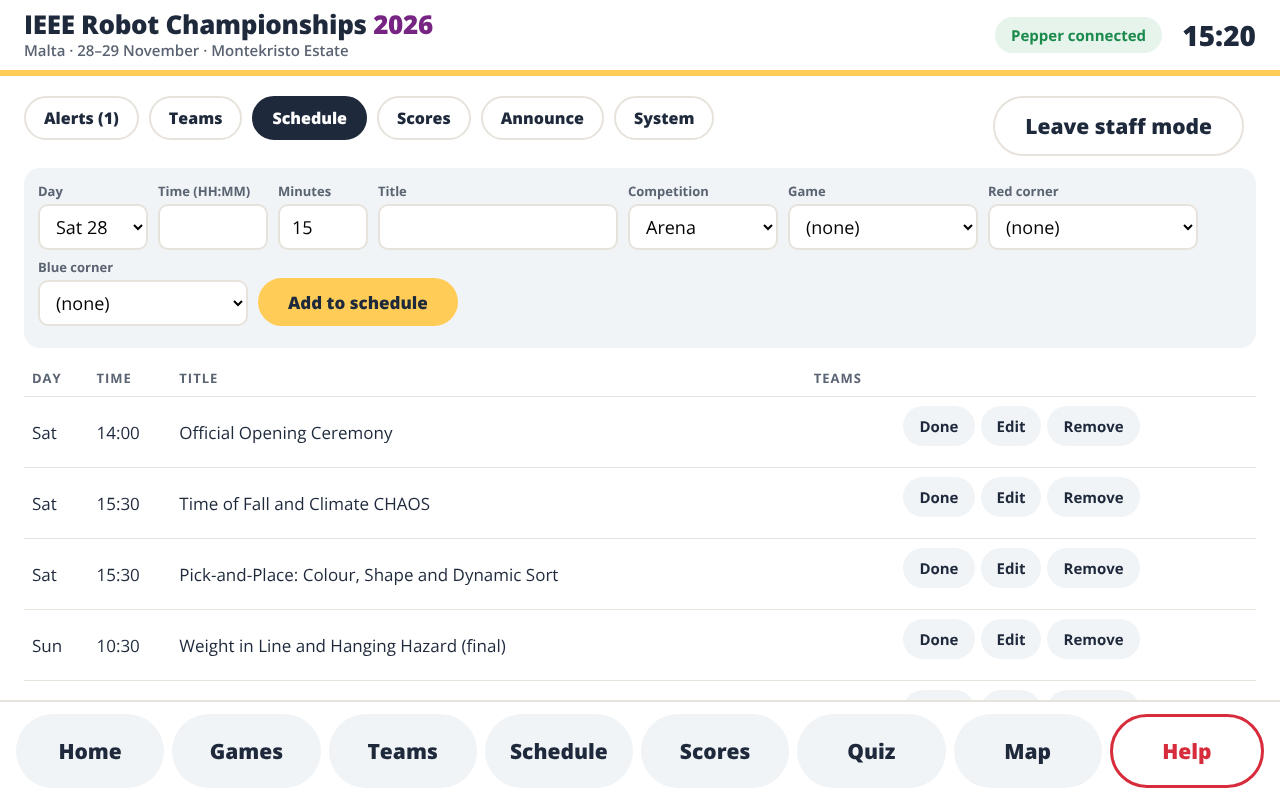 IEEE Robot Championships 2026
Malta · 28–29 November · Montekristo Estate
Pepper connected
15:20
Alerts (1)
Teams
Schedule
Scores
Announce
System
Leave staff mode
Day
Time (HH:MM)
Minutes
Title
Competition
Game
Red corner
Sat 28
15
Arena
(none)
(none)
Blue corner
(none)
Add to schedule
DAY TIME TITLE TEAMS
Sat 14:00 Official Opening Ceremony Done Edit Remove
Sat 15:30 Time of Fall and Climate CHAOS Done Edit Remove
Sat 15:30 Pick-and-Place: Colour, Shape and Dynamic Sort Done Edit Remove
Sun 10:30 Weight in Line and Hanging Hazard (final) Done Edit Remove
Home
Games
Teams
Schedule
Scores
Quiz
Map
Help